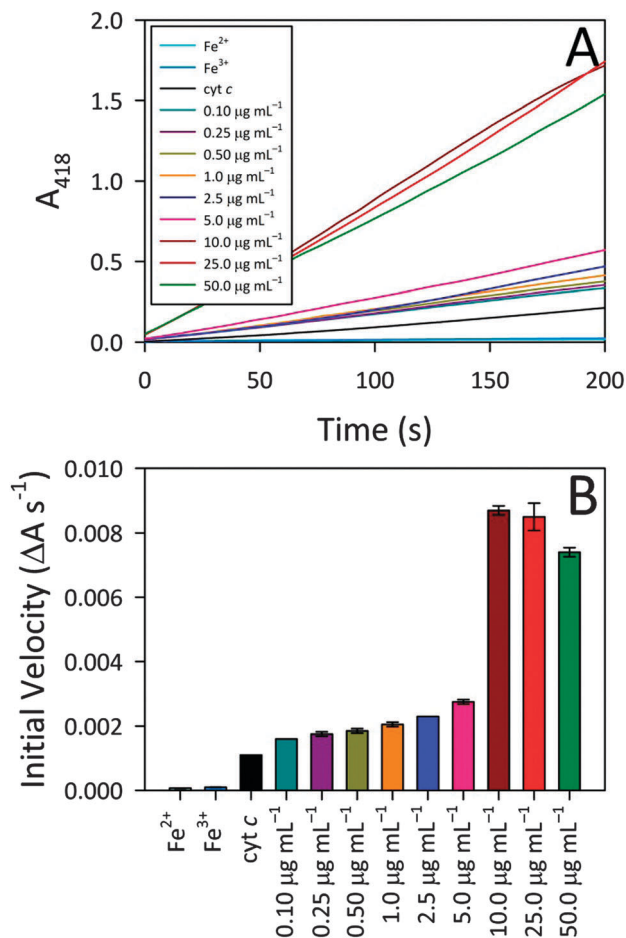 A
2.0
1.5
1.0
0.5
0.0
A₄₁₈
Fe²⁺
Fe³⁺
cyt c
0.10 μg mL⁻¹
0.25 μg mL⁻¹
0.50 μg mL⁻¹
1.0 μg mL⁻¹
2.5 μg mL⁻¹
5.0 μg mL⁻¹
10.0 μg mL⁻¹
25.0 μg mL⁻¹
50.0 μg mL⁻¹
0
50
100
150
200
Time (s)
B
0.010
0.008
0.006
0.004
0.002
0.000
Initial Velocity (ΔA s⁻¹)
Fe²⁺
Fe³⁺
cyt c
0.10 μg mL⁻¹
0.25 μg mL⁻¹
0.50 μg mL⁻¹
1.0 μg mL⁻¹
2.5 μg mL⁻¹
5.0 μg mL⁻¹
10.0 μg mL⁻¹
25.0 μg mL⁻¹
50.0 μg mL⁻¹